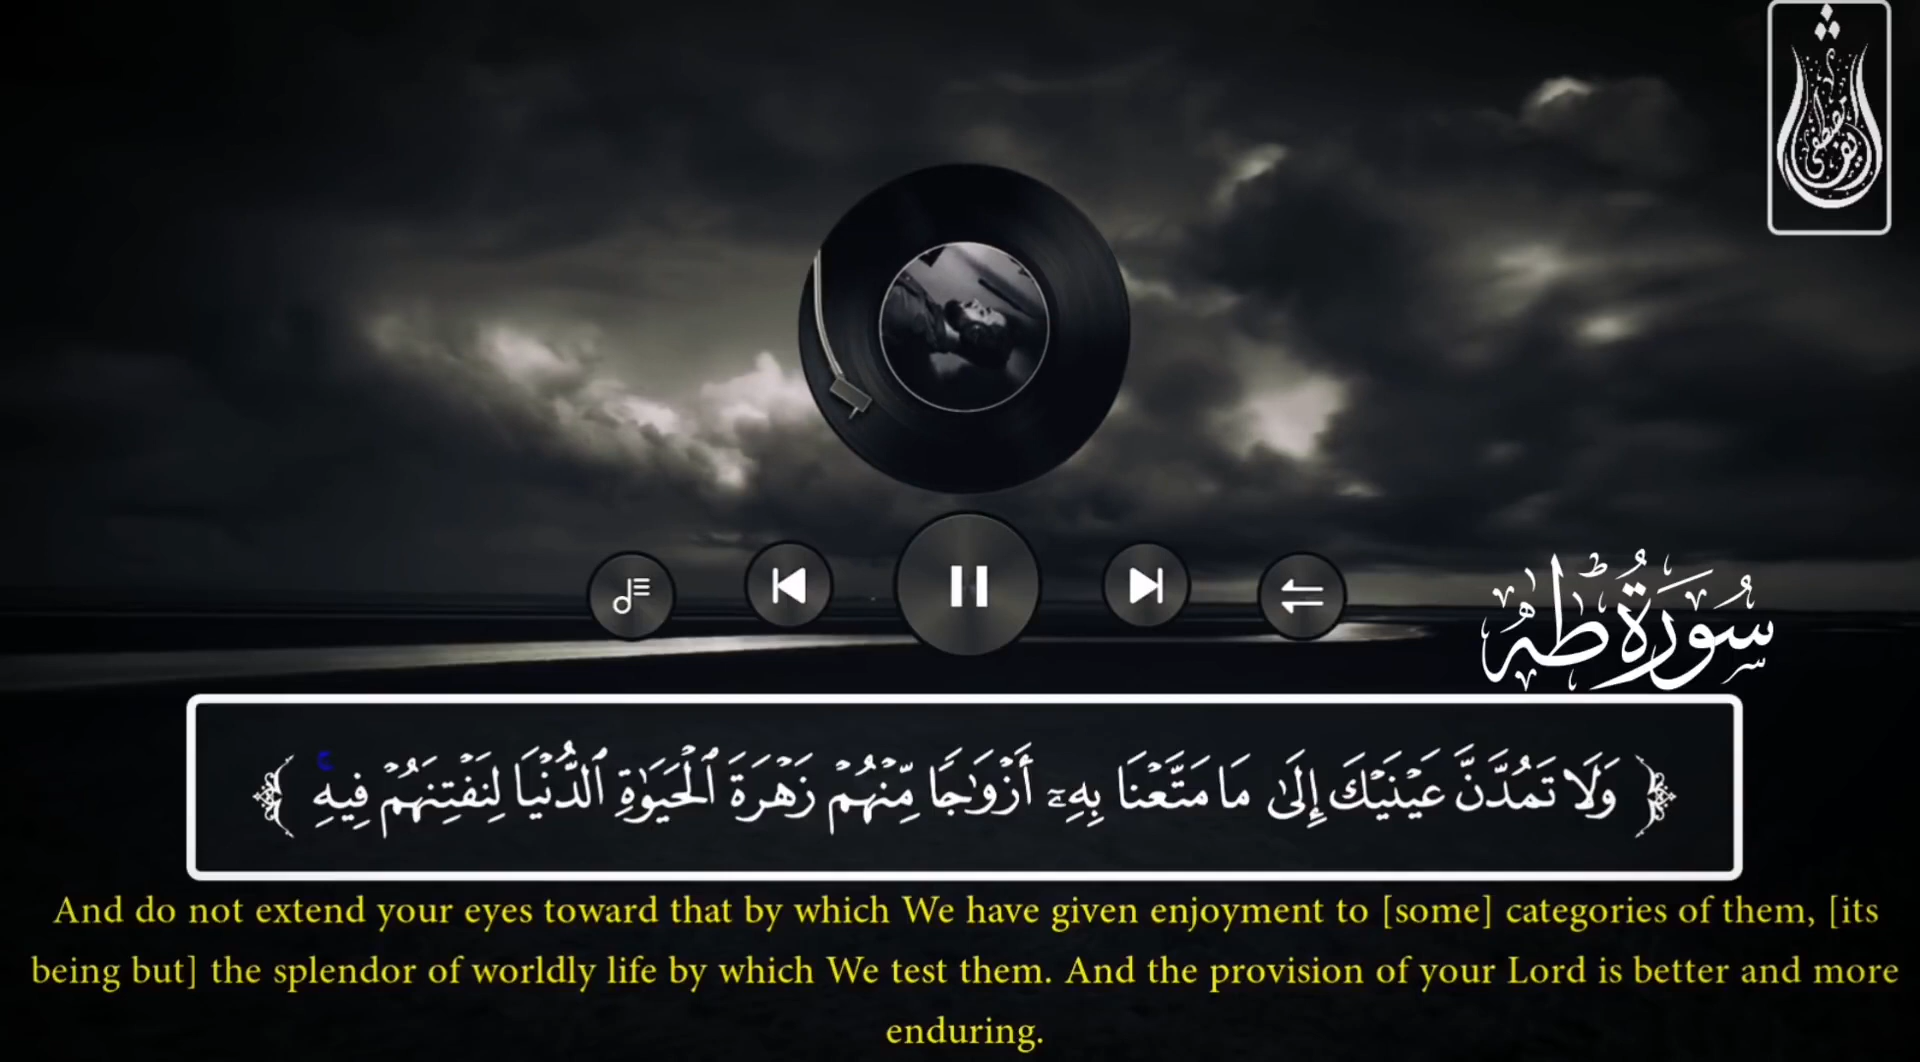 سُورَةُ طٰهٰ
﴿ وَلَا تَمُدَّنَّ عَيْنَيْكَ إِلَىٰ مَا مَتَّعْنَا بِهِۦٓ أَزْوَٰجًا مِّنْهُمْ زَهْرَةَ ٱلْحَيَوٰةِ ٱلدُّنْيَا لِنَفْتِنَهُمْ فِيهِ ۚ ﴾
And do not extend your eyes toward that by which We have given enjoyment to [some] categories of them, [its
being but] the splendor of worldly life by which We test them. And the provision of your Lord is better and more
enduring.